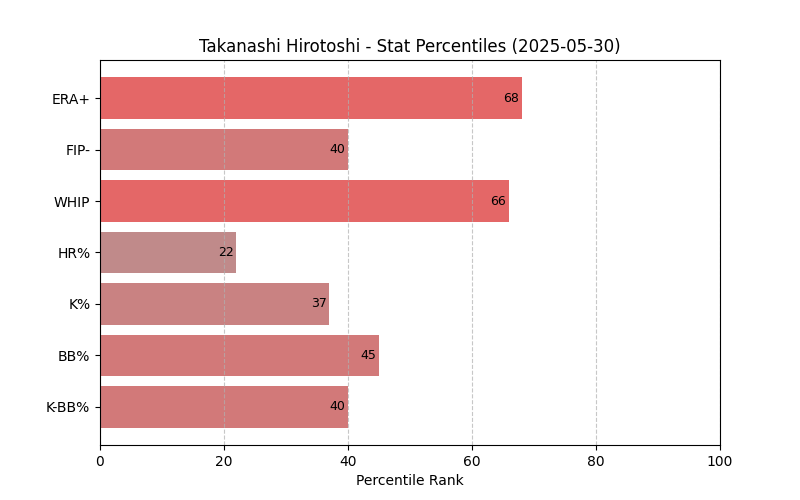 Takanashi Hirotoshi - Stat Percentiles (2025-05-30)
ERA+ 68
FIP- 40
WHIP 66
HR% 22
K% 37
BB% 45
K-BB% 40
0 20 40 60 80 100
Percentile Rank